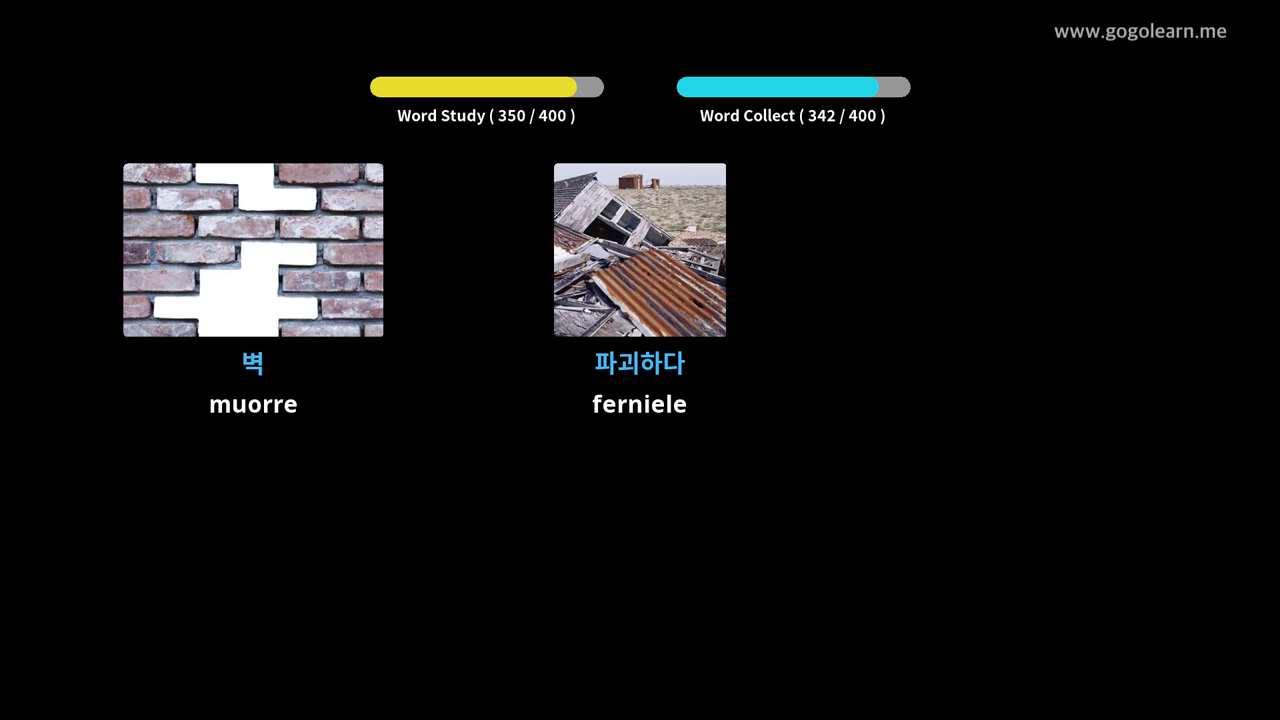 www.gogolearn.me
Word Study ( 350 / 400 )
Word Collect ( 342 / 400 )
벽
muorre
파괴하다
ferniele